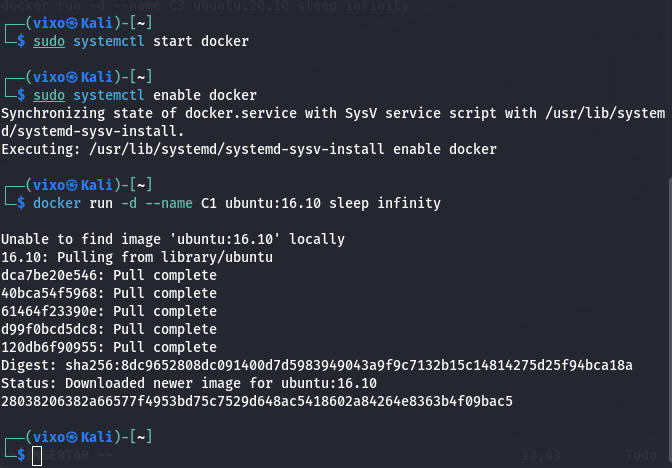 docker run -d --name C3 ubuntu:20.10 sleep infinity
┌──(vixo㉿Kali)-[~]
└─$ sudo systemctl start docker
┌──(vixo㉿Kali)-[~]
└─$ sudo systemctl enable docker
Synchronizing state of docker.service with SysV service script with /usr/lib/system
d/systemd-sysv-install.
Executing: /usr/lib/systemd/systemd-sysv-install enable docker
┌──(vixo㉿Kali)-[~]
└─$ docker run -d --name C1 ubuntu:16.10 sleep infinity
Unable to find image 'ubuntu:16.10' locally
16.10: Pulling from library/ubuntu
dca7be20e546: Pull complete
40bca54f5968: Pull complete
61464f23390e: Pull complete
d99f0bcd5dc8: Pull complete
120db6f90955: Pull complete
Digest: sha256:8dc9652808dc091400d7d5983949043a9f9c7132b15c14814275d25f94bca18a
Status: Downloaded newer image for ubuntu:16.10
28038206382a66577f4953bd75c7529d648ac5418602a84264e8363b4f09bac5
┌──(vixo㉿Kali)-[~]
└─$
INSERTAR -- 12,43 Todo